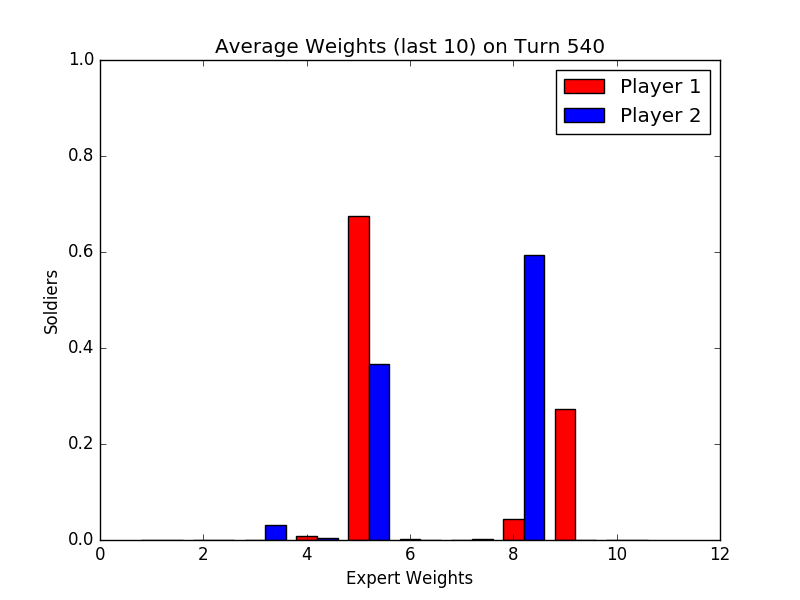 Average Weights (last 10) on Turn 540
Player 1
Player 2
1.0
0.8
0.6
0.4
0.2
0.0
Soldiers
0 2 4 6 8 10 12
Expert Weights